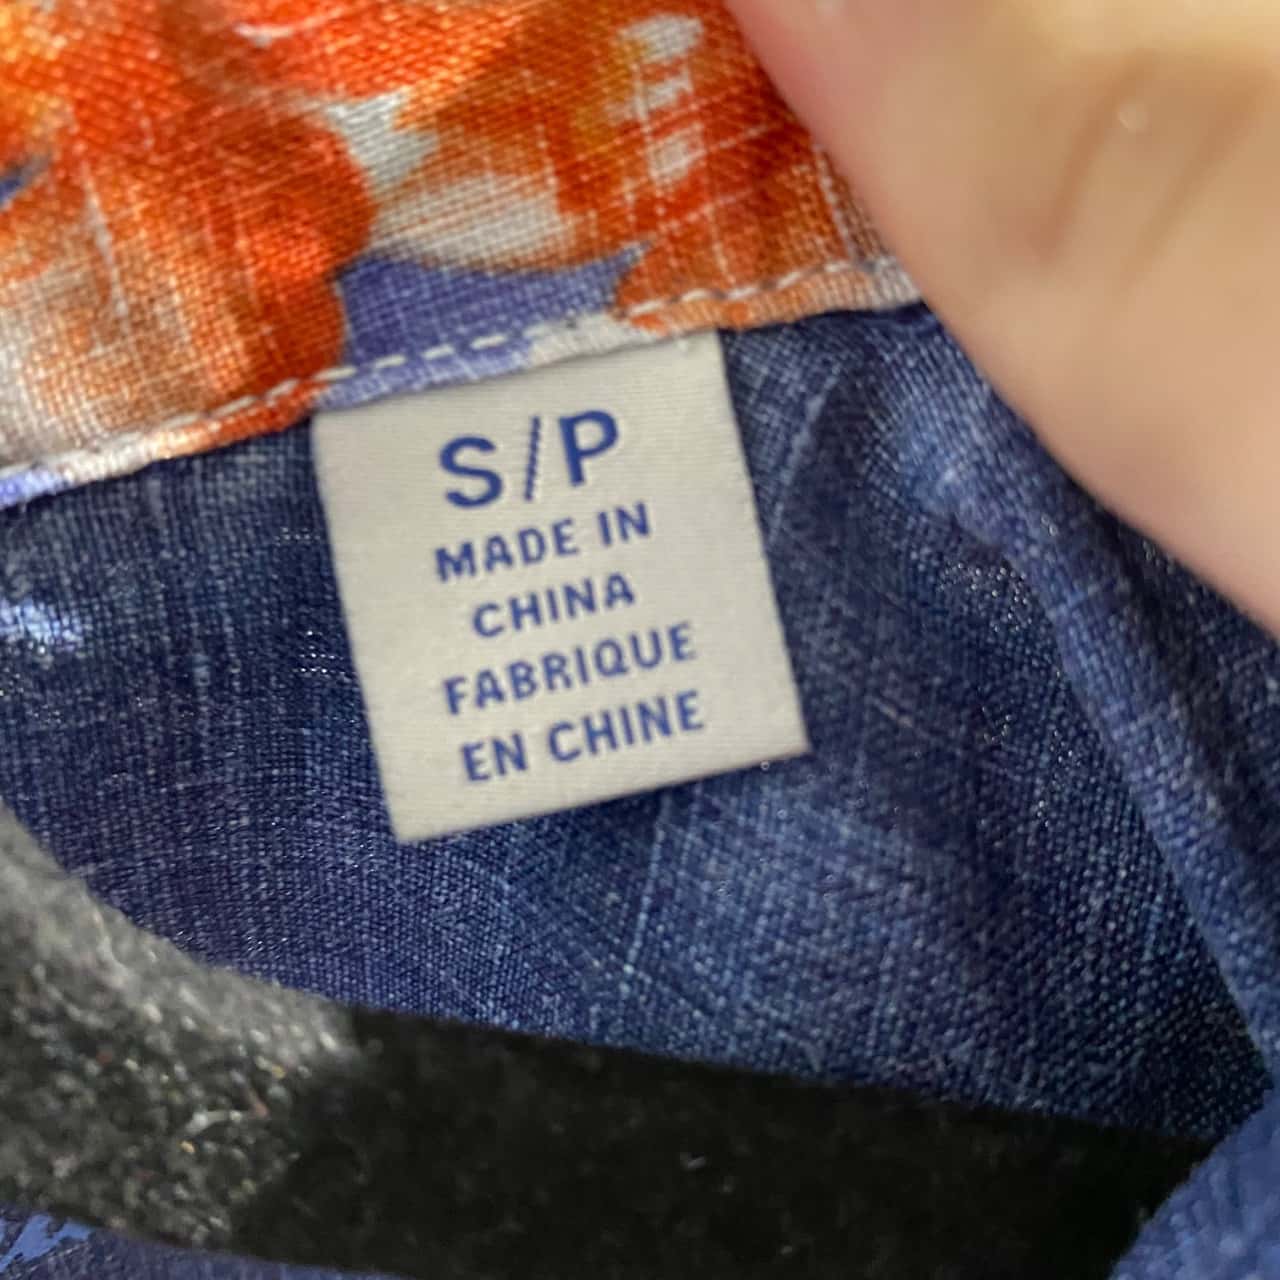 S/P
MADE IN
CHINA
FABRIQUE
EN CHINE